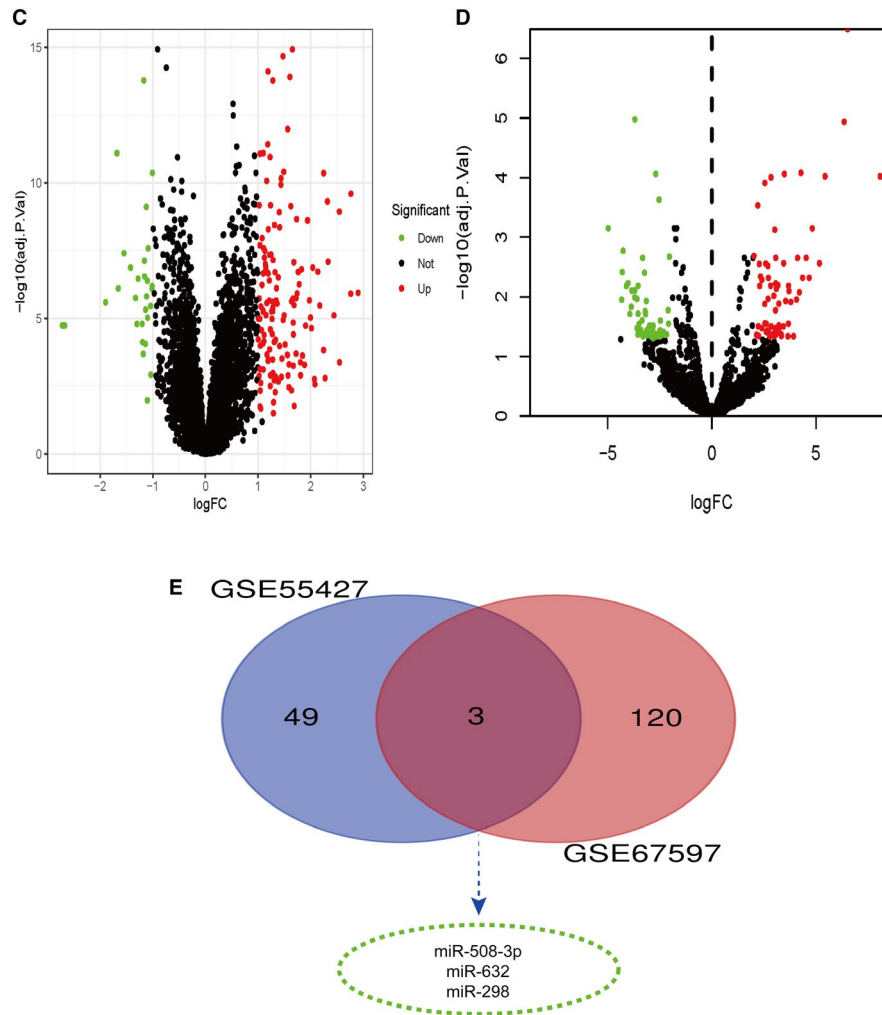 C
15
10
5
0
−log10(adj.P.Val)
−2
−1
0
1
2
3
logFC
Significant
Down
Not
Up
D
6
5
4
3
2
1
0
−log10(adj.P.Val)
−5
0
5
logFC
E
GSE55427
49
3
120
GSE67597
miR-508-3p
miR-632
miR-298